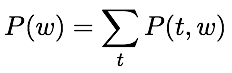 P(w) = ∑_t P(t, w)